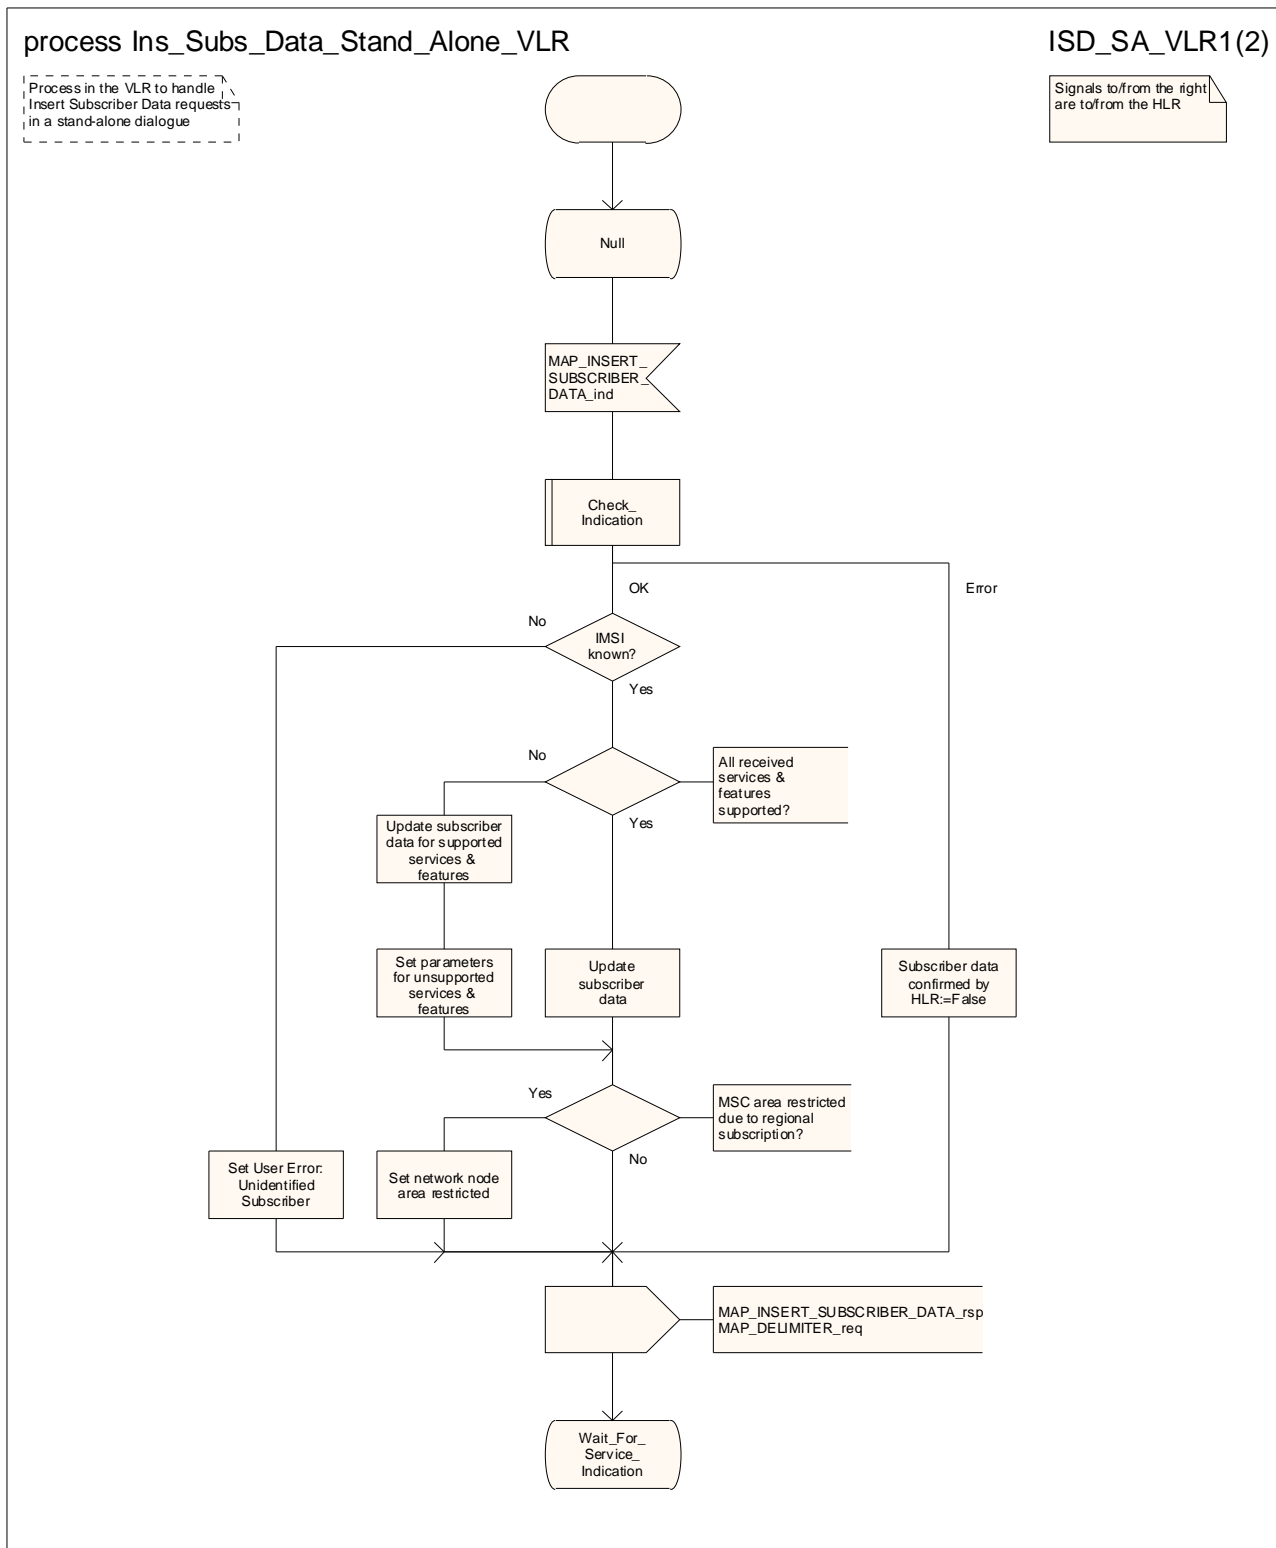 process Ins_Subs_Data_Stand_Alone_VLR
ISD_SA_VLR1(2)
Process in the VLR to handle
Insert Subscriber Data requests
in a stand-alone dialogue
Signals to/from the right
are to/from the HLR
Null
MAP_INSERT_
SUBSCRIBER_
DATA_ind
Check_
Indication
OK
Error
No
IMSI
known?
Yes
No
All received
services &
features
supported?
Yes
Update subscriber
data for supported
services &
features
Set parameters
for unsupported
services &
features
Update
subscriber
data
Subscriber data
confirmed by
HLR:=False
Yes
MSC area restricted
due to regional
subscription?
No
Set User Error:
Unidentified
Subscriber
Set network node
area restricted
MAP_INSERT_SUBSCRIBER_DATA_rsp
MAP_DELIMITER_req
Wait_For_
Service_
Indication